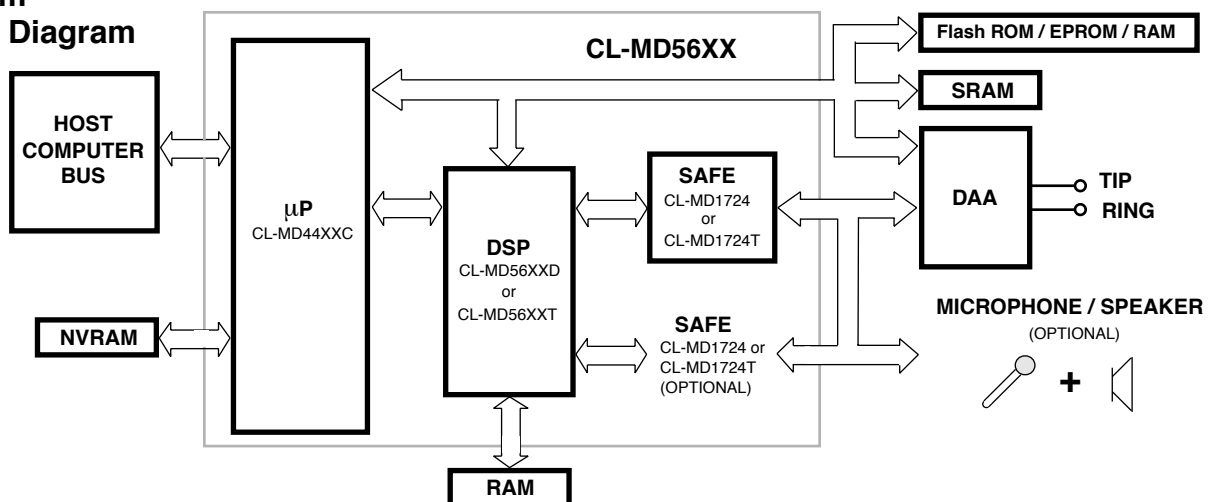 Diagram
CL-MD56XX
Flash ROM / EPROM / RAM
SRAM
HOST
COMPUTER
BUS
µP
CL-MD44XXC
SAFE
CL-MD1724
or
CL-MD1724T
DAA
TIP
RING
DSP
CL-MD56XXD
or
CL-MD56XXT
NVRAM
SAFE
CL-MD1724 or
CL-MD1724T
(OPTIONAL)
MICROPHONE / SPEAKER
(OPTIONAL)
+
RAM